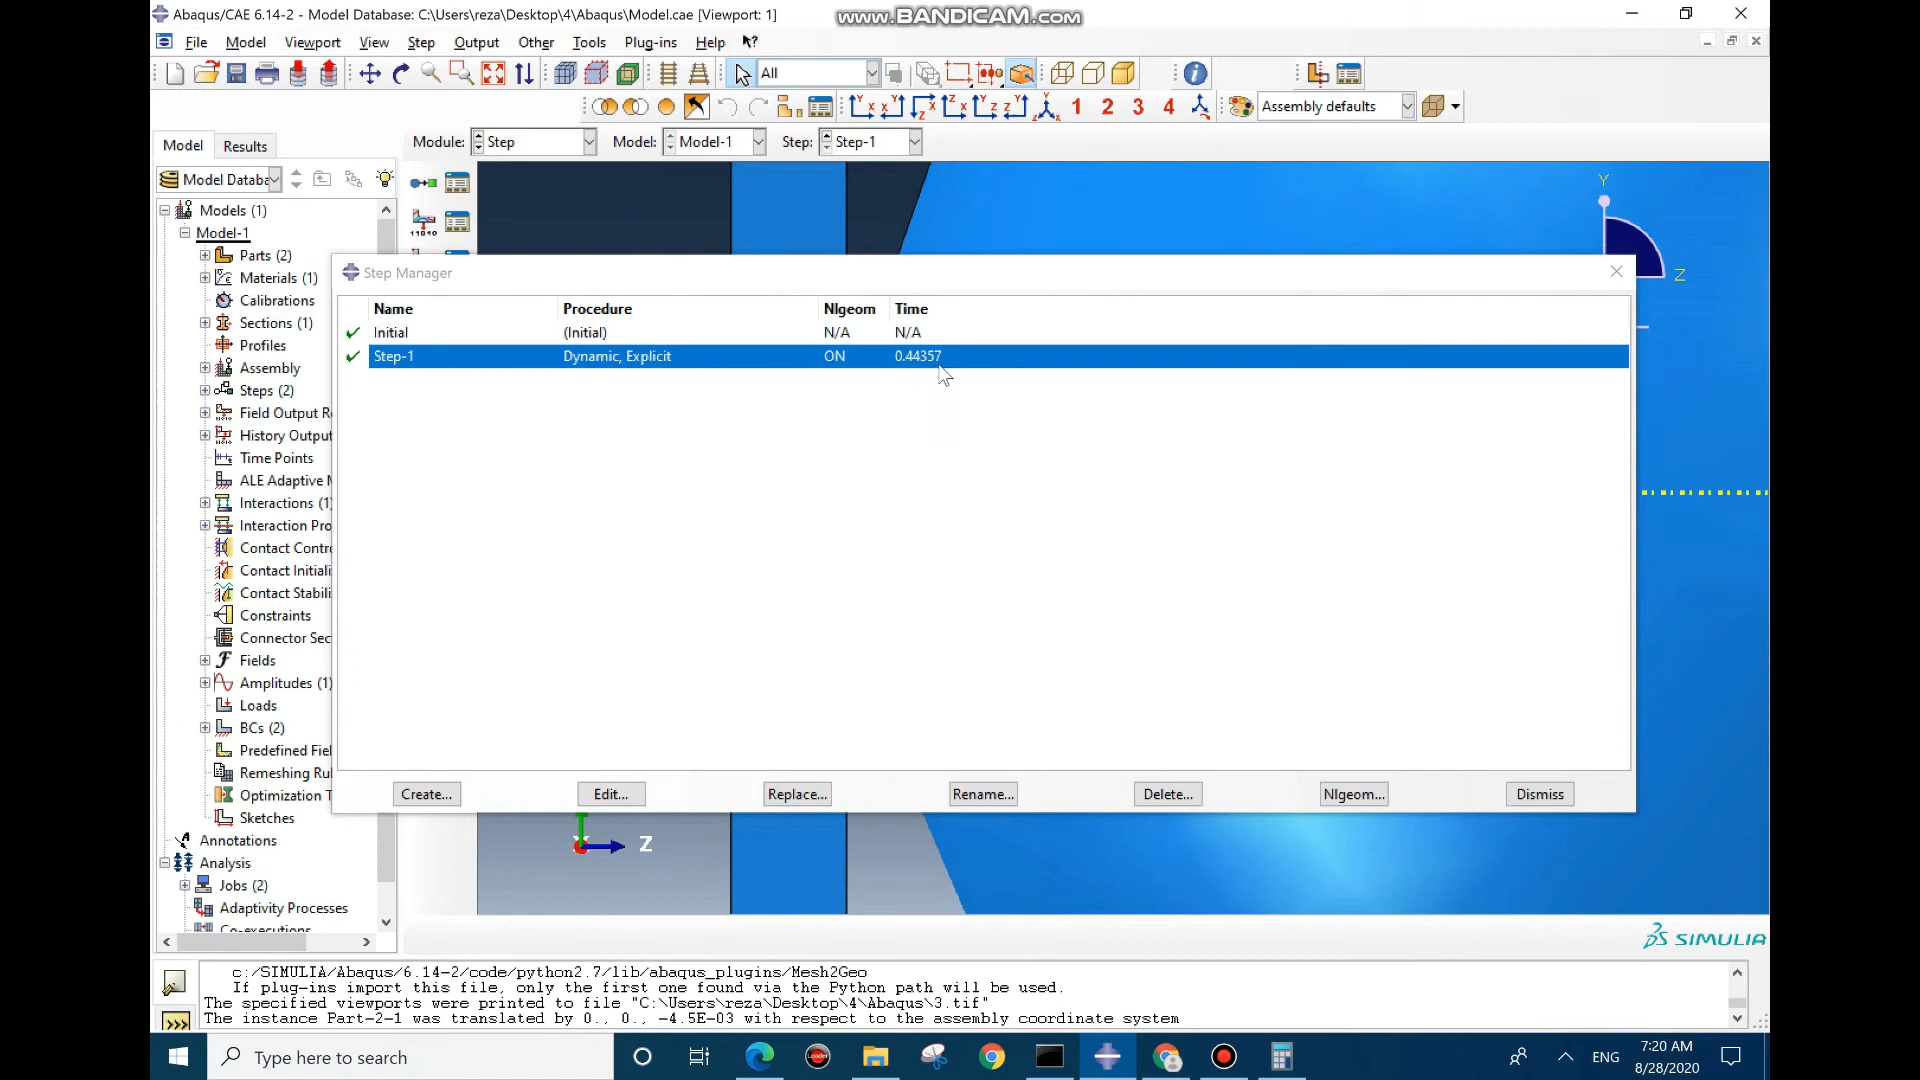 Abaqus/CAE 6.14-2 - Model Database: C:\Users\reza\Desktop\4\Abaqus\Model.cae [Viewport: 1]
www.BANDICAM.com
File Model Viewport View Step Output Other Tools Plug-ins Help
All
1 2 3 4 Assembly defaults
Model Results Module: Step Model: Model-1 Step: Step-1
Model Databa
Models (1)
Model-1
Parts (2)
Materials (1)
Calibrations
Sections (1)
Profiles
Assembly
Steps (2)
Field Output R
History Output
Time Points
ALE Adaptive M
Interactions (1)
Interaction Pro
Contact Contr
Contact Initiali
Contact Stabili
Constraints
Connector Sec
Fields
Amplitudes (1)
Loads
BCs (2)
Predefined Fiel
Remeshing Ru
Optimization T
Sketches
Annotations
Analysis
Jobs (2)
Adaptivity Processes
Co-executions
Step Manager
Name Procedure Nlgeom Time
Initial (Initial) N/A N/A
Step-1 Dynamic, Explicit ON 0.44357
Create... Edit... Replace... Rename... Delete... Nlgeom... Dismiss
Y
Z
Z
SIMULIA
c:/SIMULIA/Abaqus/6.14-2/code/python2.7/lib/abaqus_plugins/Mesh2Geo
If plug-ins import this file, only the first one found via the Python path will be used.
The specified viewports were printed to file "C:\Users\reza\Desktop\4\Abaqus\3.tif"
The instance Part-2-1 was translated by 0., 0., -4.5E-03 with respect to the assembly coordinate system
Type here to search
ENG
7:20 AM
8/28/2020